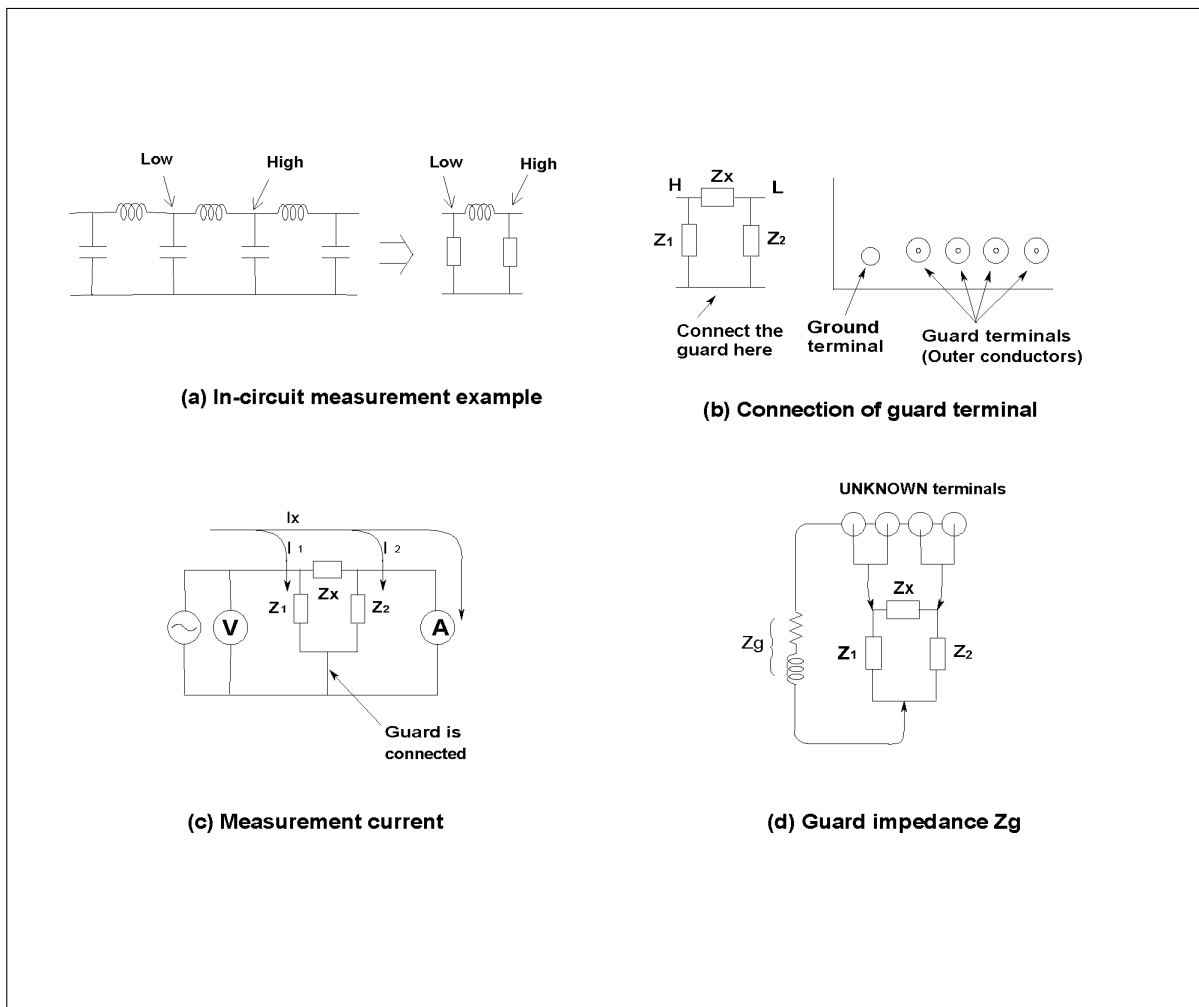 Low
High
Low
High
(a) In-circuit measurement example
H
Zx
L
Z1
Z2
Connect the
guard here
Ground
terminal
Guard terminals
(Outer conductors)
(b) Connection of guard terminal
Ix
I 1
I 2
Zx
Z1
Z2
V
A
Guard is
connected
(c) Measurement current
UNKNOWN terminals
Zx
Zg
Z1
Z2
(d) Guard impedance Zg